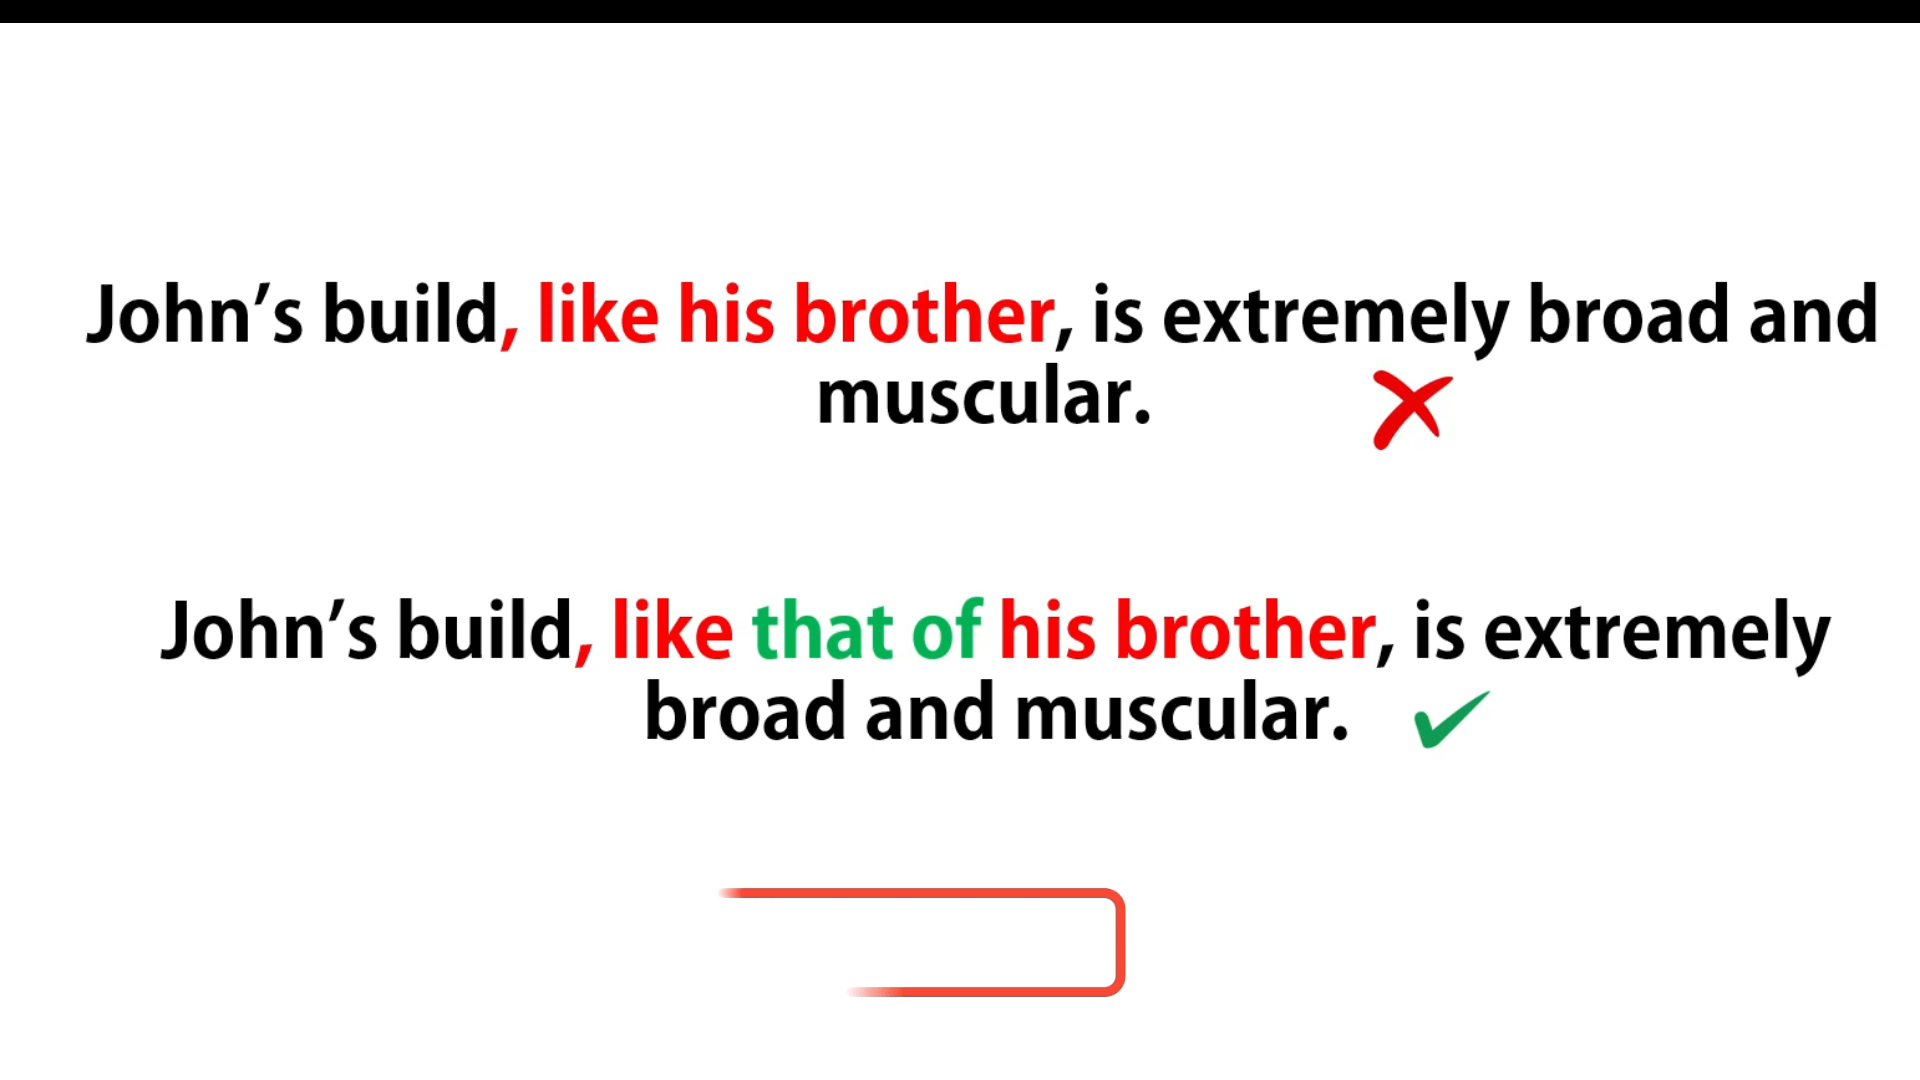 John’s build, like his brother, is extremely broad and
muscular.
John’s build, like that of his brother, is extremely
broad and muscular.